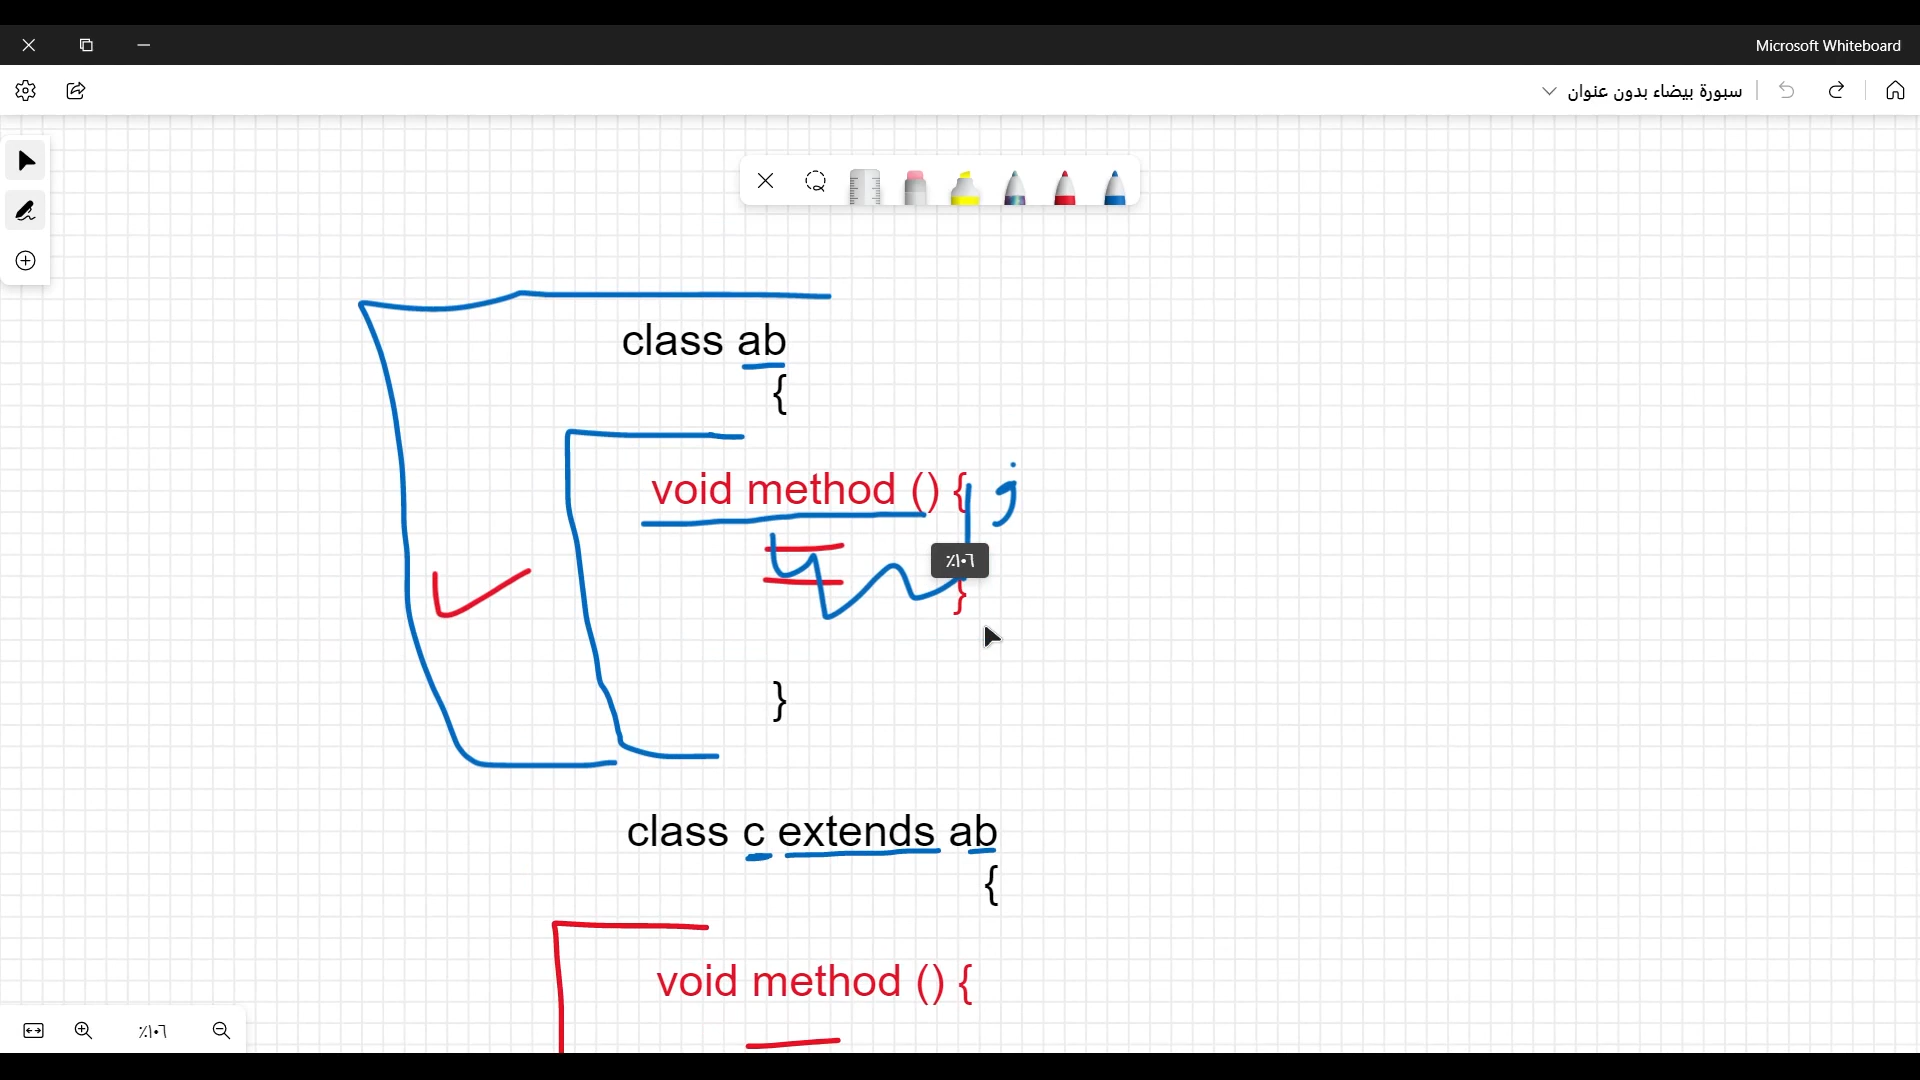 Microsoft Whiteboard
سبورة بيضاء بدون عنوان
class ab
{
void method () { ;
٪١٠٦
}
}
class c extends ab
{
void method () {
٪١٠٦